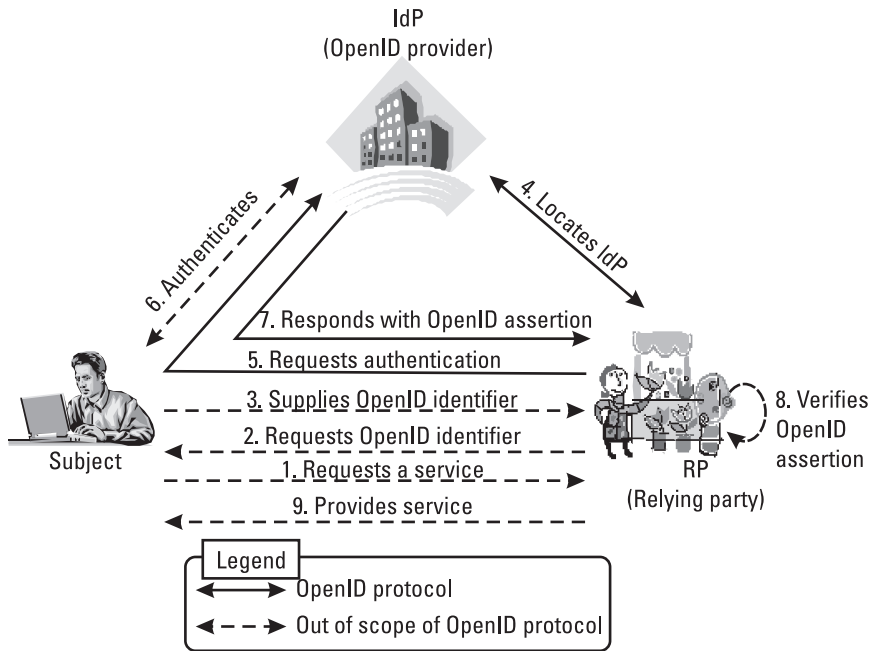 IdP
(OpenID provider)
6. Authenticates
4. Locates IdP
7. Responds with OpenID assertion
5. Requests authentication
3. Supplies OpenID identifier
2. Requests OpenID identifier
1. Requests a service
9. Provides service
Subject
RP
(Relying party)
8. Verifies
OpenID
assertion
Legend
OpenID protocol
Out of scope of OpenID protocol